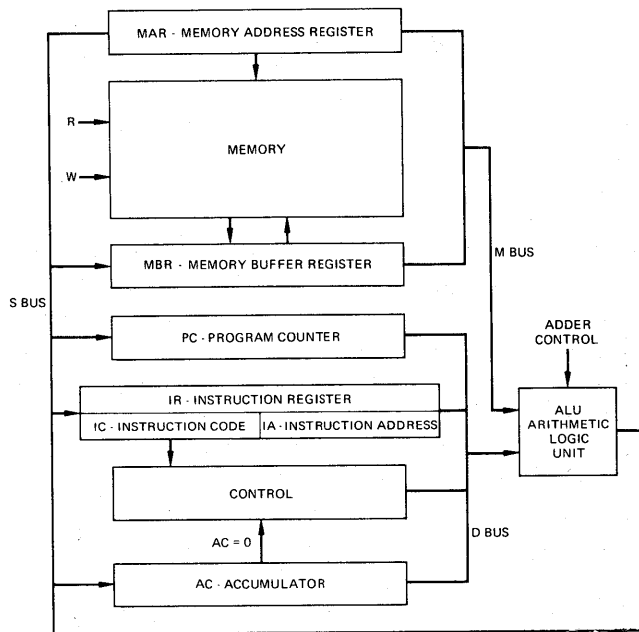 MAR - MEMORY ADDRESS REGISTER
R
MEMORY
W
MBR - MEMORY BUFFER REGISTER
M BUS
S BUS
PC - PROGRAM COUNTER
ADDER
CONTROL
IR - INSTRUCTION REGISTER
IC - INSTRUCTION CODE
IA - INSTRUCTION ADDRESS
ALU
ARITHMETIC
LOGIC
UNIT
CONTROL
D BUS
AC = 0
AC - ACCUMULATOR